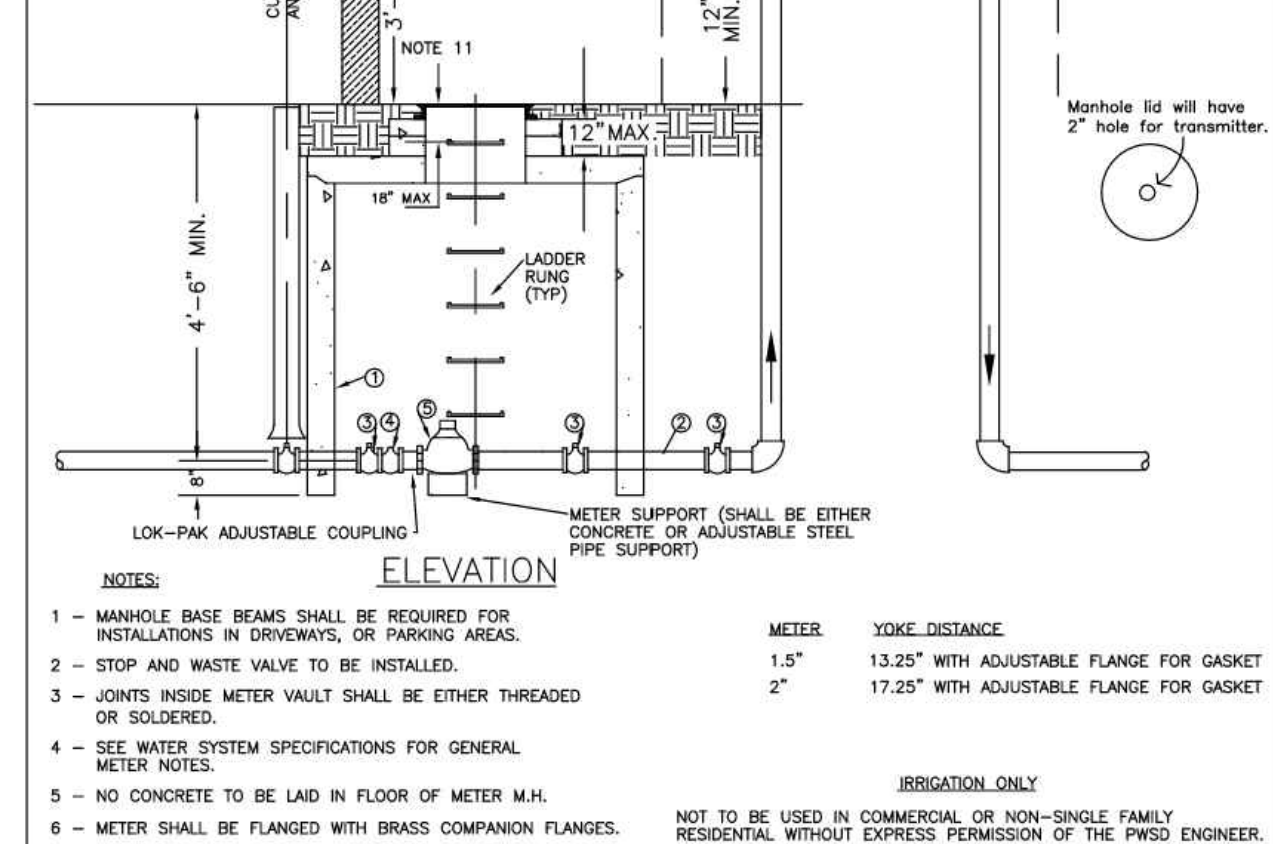 CU
AN
3'-
12"
MIN.
NOTE 11
12" MAX.
18" MAX
4'-6" MIN.
LADDER
RUNG
(TYP)
Manhole lid will have
2" hole for transmitter.
1
3
4
5
3
2
3
8"
LOK-PAK ADJUSTABLE COUPLING
METER SUPPORT (SHALL BE EITHER
CONCRETE OR ADJUSTABLE STEEL
PIPE SUPPORT)
ELEVATION
NOTES:
1 – MANHOLE BASE BEAMS SHALL BE REQUIRED FOR
INSTALLATIONS IN DRIVEWAYS, OR PARKING AREAS.
2 – STOP AND WASTE VALVE TO BE INSTALLED.
3 – JOINTS INSIDE METER VAULT SHALL BE EITHER THREADED
OR SOLDERED.
4 – SEE WATER SYSTEM SPECIFICATIONS FOR GENERAL
METER NOTES.
5 – NO CONCRETE TO BE LAID IN FLOOR OF METER M.H.
6 – METER SHALL BE FLANGED WITH BRASS COMPANION FLANGES.
METER YOKE DISTANCE
1.5" 13.25" WITH ADJUSTABLE FLANGE FOR GASKET
2" 17.25" WITH ADJUSTABLE FLANGE FOR GASKET
IRRIGATION ONLY
NOT TO BE USED IN COMMERCIAL OR NON-SINGLE FAMILY
RESIDENTIAL WITHOUT EXPRESS PERMISSION OF THE PWSD ENGINEER.